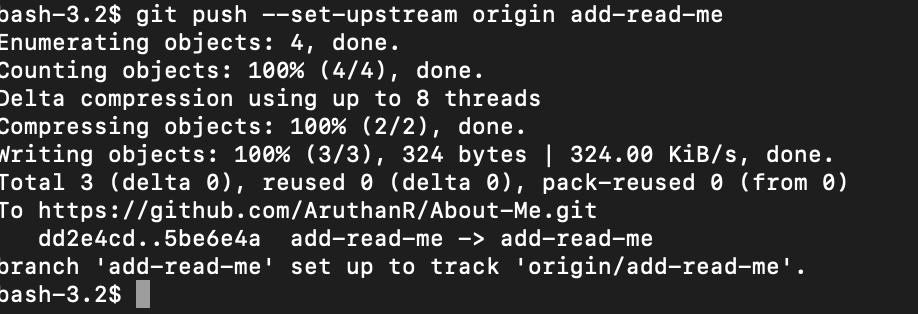 bash-3.2$ git push --set-upstream origin add-read-me
Enumerating objects: 4, done.
Counting objects: 100% (4/4), done.
Delta compression using up to 8 threads
Compressing objects: 100% (2/2), done.
Writing objects: 100% (3/3), 324 bytes | 324.00 KiB/s, done.
Total 3 (delta 0), reused 0 (delta 0), pack-reused 0 (from 0)
To https://github.com/AruthanR/About-Me.git
   dd2e4cd..5be6e4a  add-read-me -> add-read-me
branch 'add-read-me' set up to track 'origin/add-read-me'.
bash-3.2$